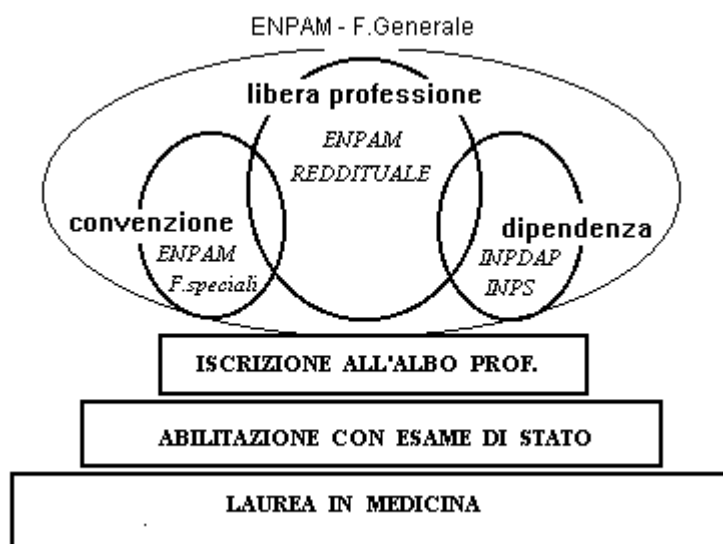 ENPAM - F.Generale
libera professione
ENPAM
REDDITUALE
convenzione
ENPAM
F.speciali
dipendenza
INPDAP
INPS
ISCRIZIONE ALL'ALBO PROF.
ABILITAZIONE CON ESAME DI STATO
LAUREA IN MEDICINA